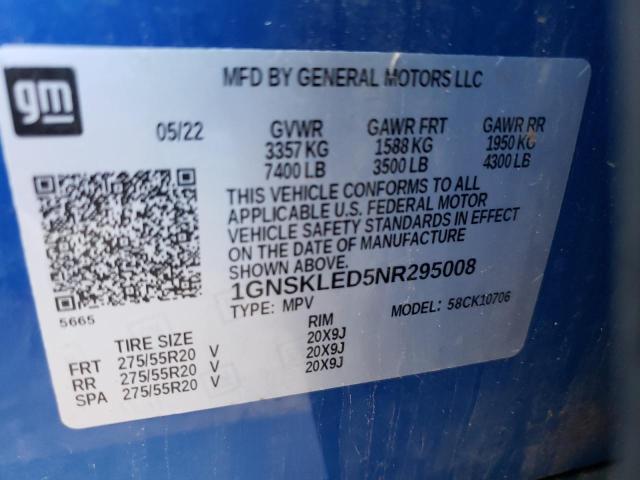 gm
MFD BY GENERAL MOTORS LLC
05/22 GVWR GAWR FRT GAWR RR
3357 KG 1588 KG 1950 KG
7400 LB 3500 LB 4300 LB
THIS VEHICLE CONFORMS TO ALL
APPLICABLE U.S. FEDERAL MOTOR
VEHICLE SAFETY STANDARDS IN EFFECT
ON THE DATE OF MANUFACTURE
SHOWN ABOVE.
1GNSKLED5NR295008
5665 TYPE: MPV MODEL: 58CK10706
TIRE SIZE RIM
FRT 275/55R20 V 20X9J
RR 275/55R20 V 20X9J
SPA 275/55R20 V 20X9J